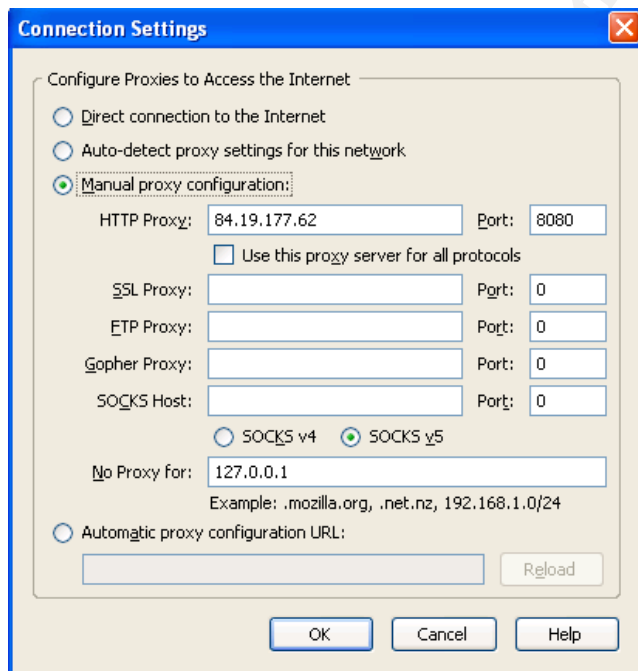 Connection Settings
Configure Proxies to Access the Internet
Direct connection to the Internet
Auto-detect proxy settings for this network
Manual proxy configuration:
HTTP Proxy: 84.19.177.62 Port: 8080
Use this proxy server for all protocols
SSL Proxy: Port: 0
FTP Proxy: Port: 0
Gopher Proxy: Port: 0
SOCKS Host: Port: 0
SOCKS v4 SOCKS v5
No Proxy for: 127.0.0.1
Example: .mozilla.org, .net.nz, 192.168.1.0/24
Automatic proxy configuration URL:
Reload
OK Cancel Help